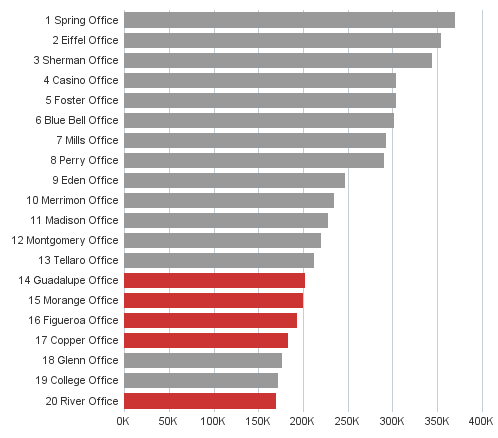 1 Spring Office
2 Eiffel Office
3 Sherman Office
4 Casino Office
5 Foster Office
6 Blue Bell Office
7 Mills Office
8 Perry Office
9 Eden Office
10 Merrimon Office
11 Madison Office
12 Montgomery Office
13 Tellaro Office
14 Guadalupe Office
15 Morange Office
16 Figueroa Office
17 Copper Office
18 Glenn Office
19 College Office
20 River Office
0K 50K 100K 150K 200K 250K 300K 350K 400K